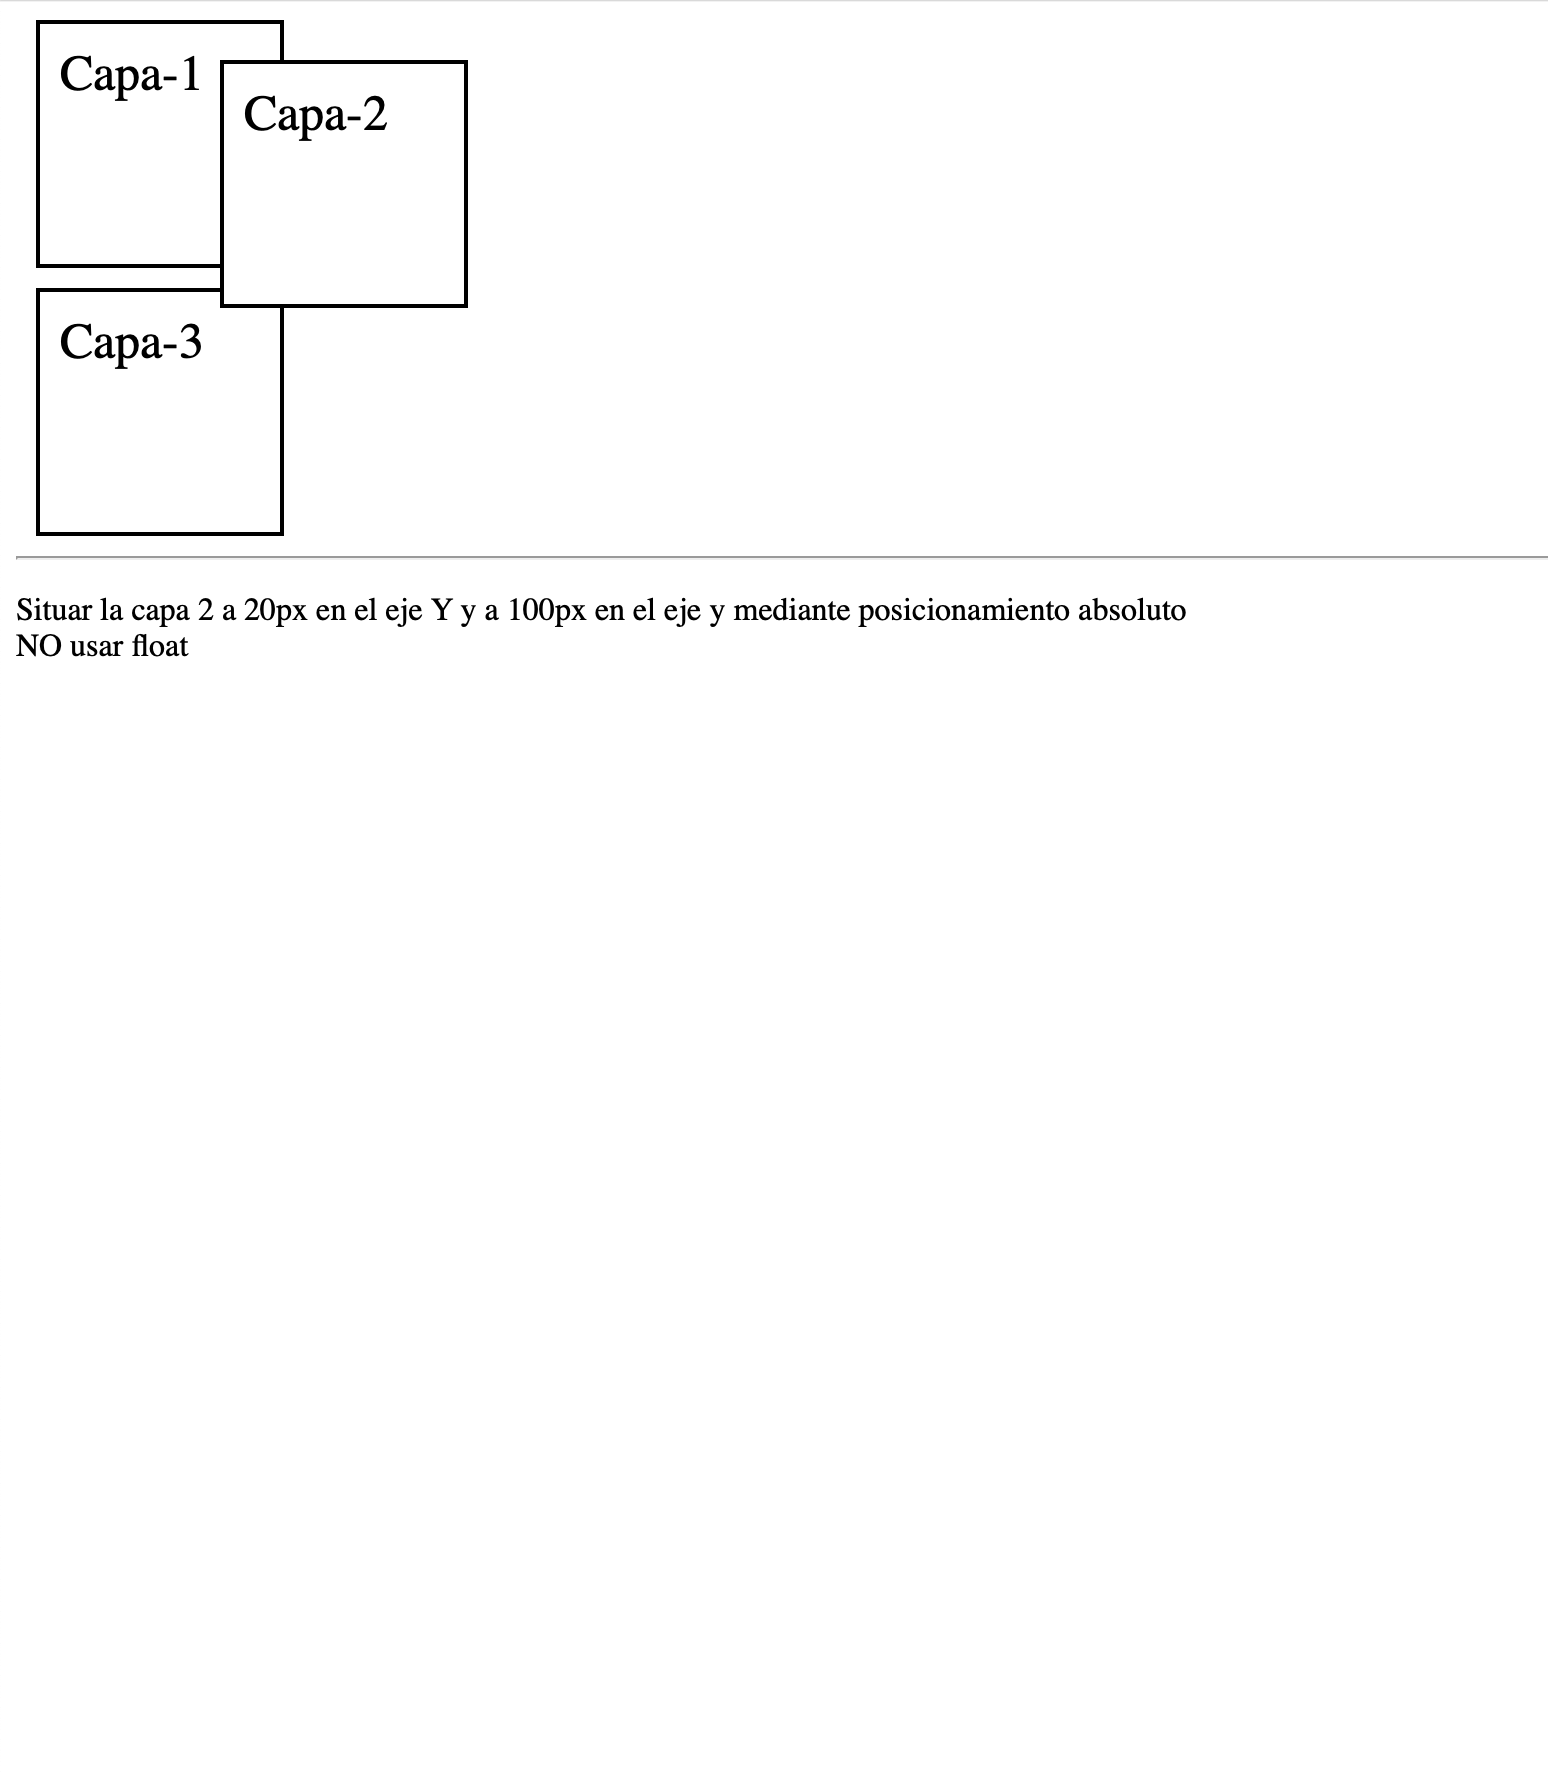 Capa-1
Capa-2
Capa-3
Situar la capa 2 a 20px en el eje Y y a 100px en el eje y mediante posicionamiento absoluto
NO usar float